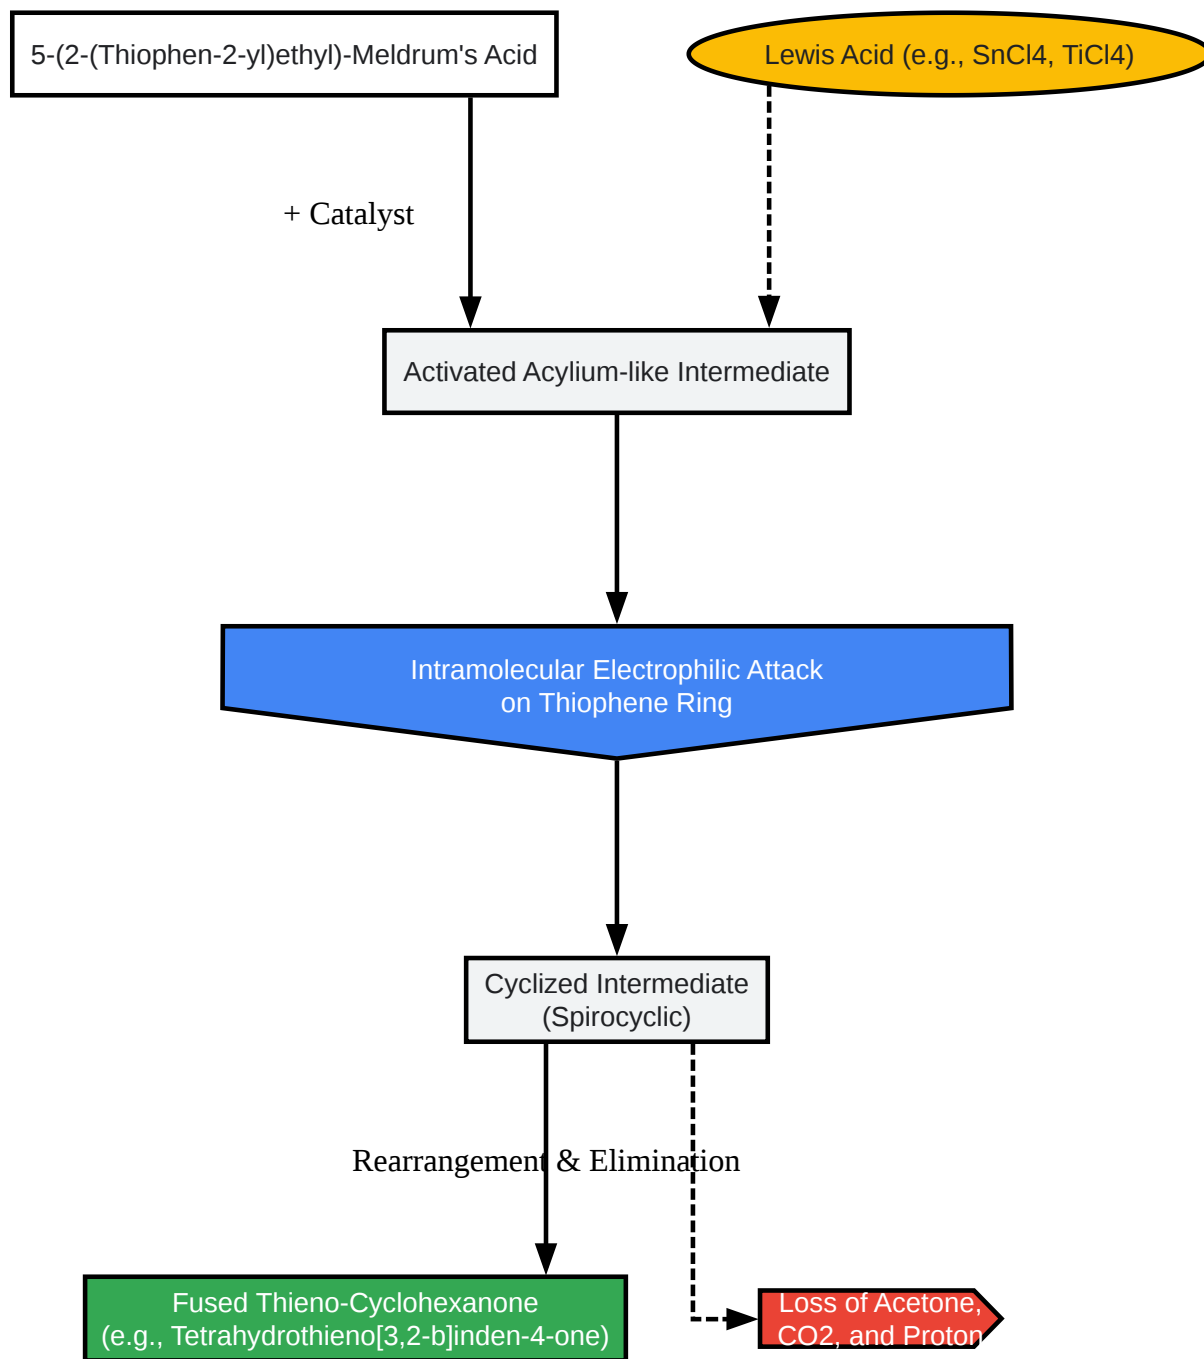 5-(2-(Thiophen-2-yl)ethyl)-Meldrum's Acid
Lewis Acid (e.g., SnCl4, TiCl4)
+ Catalyst
Activated Acylium-like Intermediate
Intramolecular Electrophilic Attack
on Thiophene Ring
Cyclized Intermediate
(Spirocyclic)
Rearrangement & Elimination
Fused Thieno-Cyclohexanone
(e.g., Tetrahydrothieno[3,2-b]inden-4-one)
Loss of Acetone,
CO2, and Proton